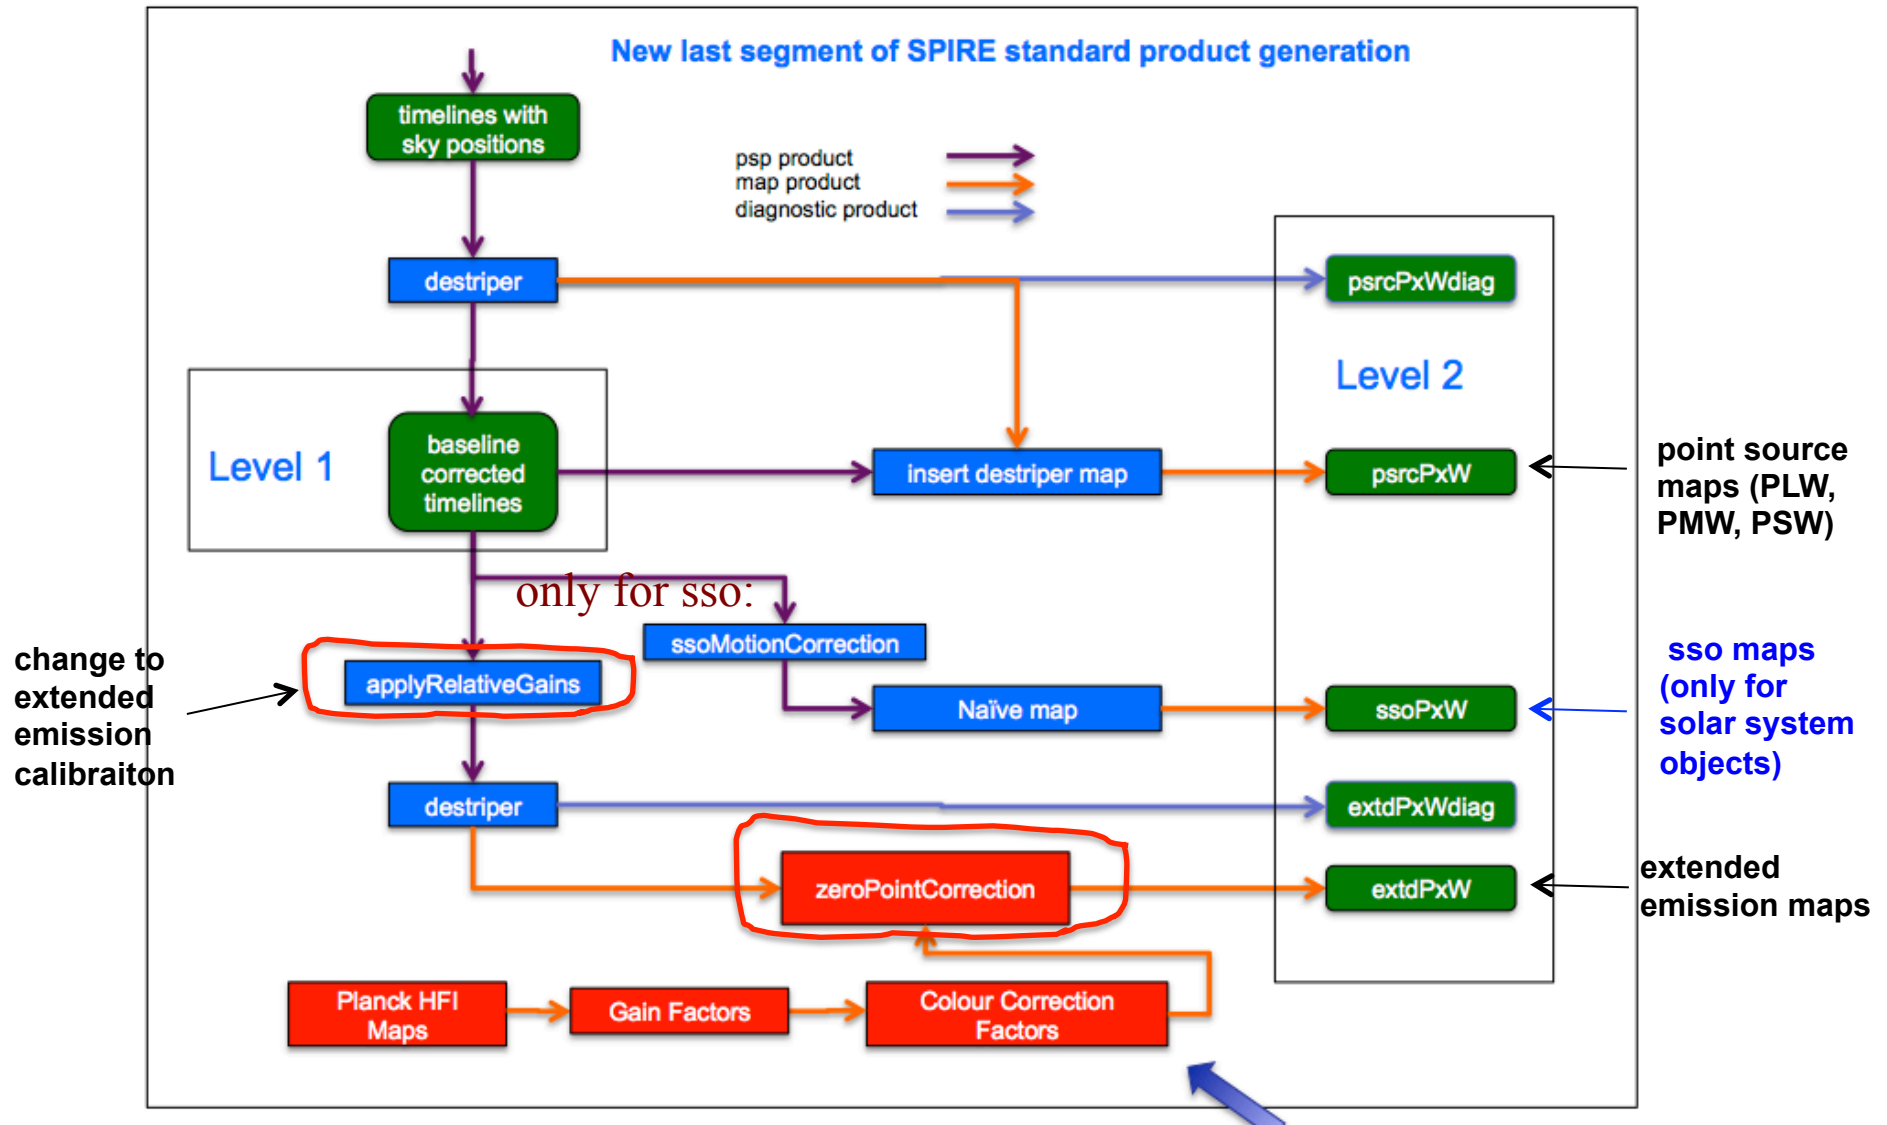 New last segment of SPIRE standard product generation
timelines with
sky positions
psp product
map product
diagnostic product
destriper
psrcPxWdiag
Level 2
Level 1
baseline
corrected
timelines
insert destriper map
psrcPxW
point source
maps (PLW,
PMW, PSW)
only for sso:
ssoMotionCorrection
change to
extended
emission
calibraiton
applyRelativeGains
Naïve map
ssoPxW
sso maps
(only for
solar system
objects)
destriper
extdPxWdiag
zeroPointCorrection
extdPxW
extended
emission maps
Planck HFI
Maps
Gain Factors
Colour Correction
Factors